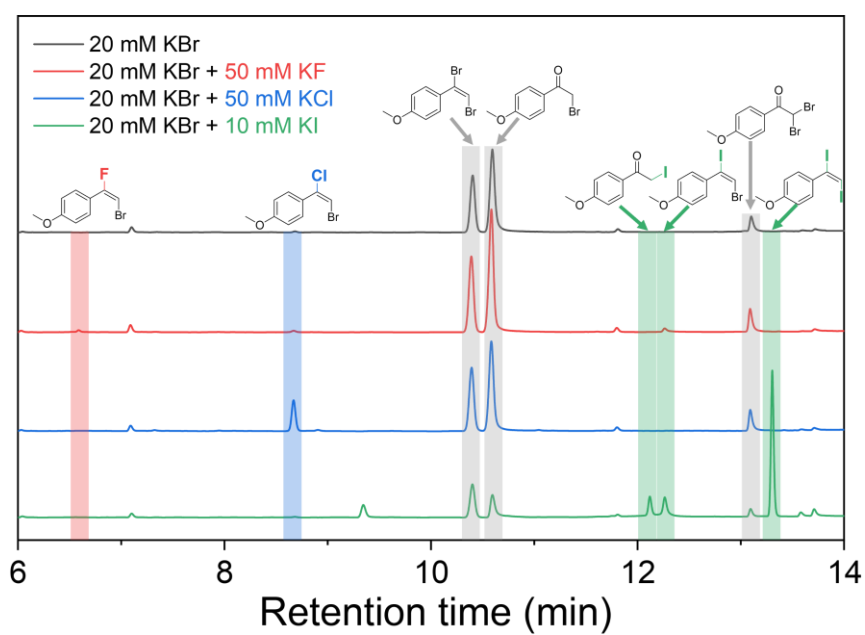 20 mM KBr
20 mM KBr + 50 mM KF
20 mM KBr + 50 mM KCl
20 mM KBr + 10 mM KI
Br
Br
O
O
Br
O
O
Br
Br
O
F
Br
O
Cl
Br
O
O
I
O
I
Br
O
I
I
O
6
8
10
12
14
Retention time (min)